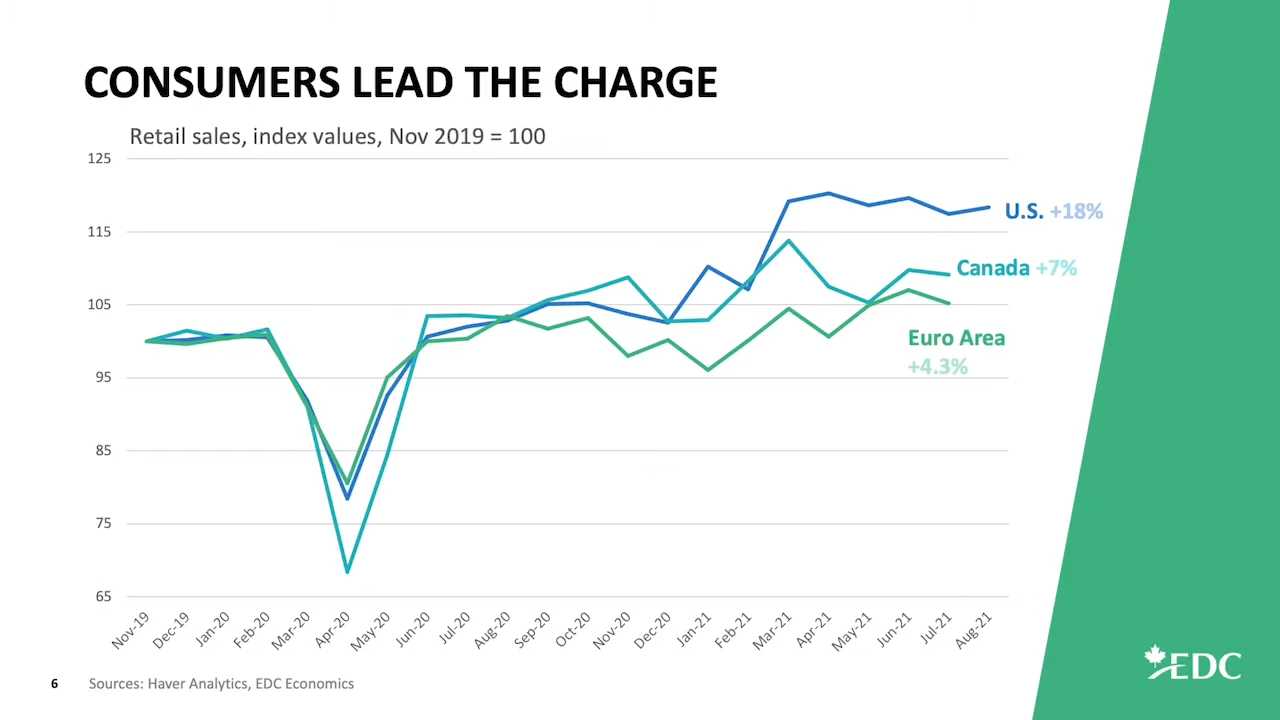 CONSUMERS LEAD THE CHARGE
Retail sales, index values, Nov 2019 = 100
125
115
105
95
85
75
65
U.S. +18%
Canada +7%
Euro Area
+4.3%
Nov-19
Dec-19
Jan-20
Feb-20
Mar-20
Apr-20
May-20
Jun-20
Jul-20
Aug-20
Sep-20
Oct-20
Nov-20
Dec-20
Jan-21
Feb-21
Mar-21
Apr-21
May-21
Jun-21
Jul-21
Aug-21
6
Sources: Haver Analytics, EDC Economics
EDC